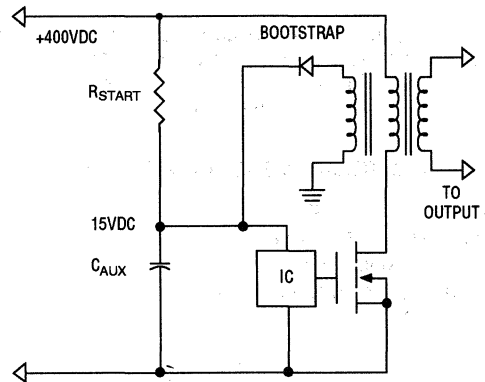 +400VDC
BOOTSTRAP
RSTART
TO
OUTPUT
15VDC
CAUX
IC